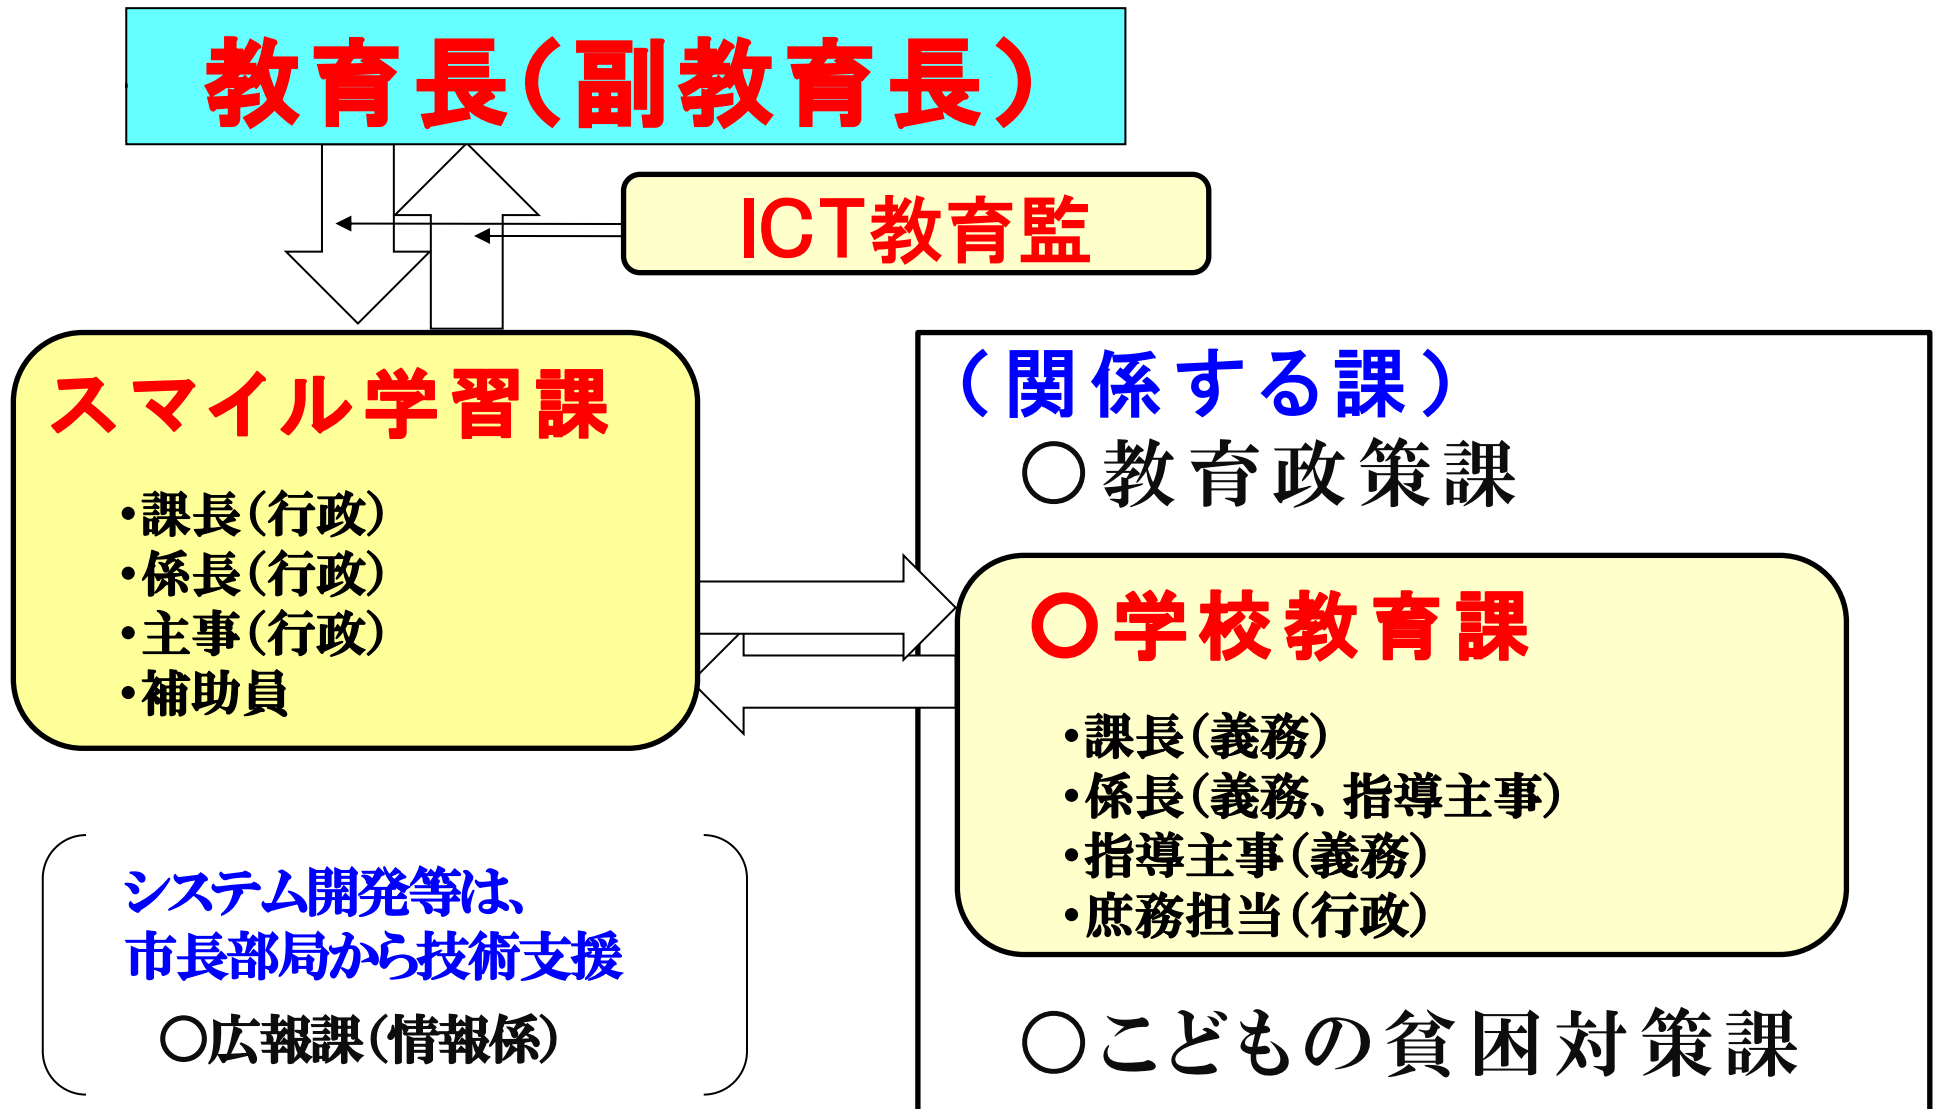 教育長（副教育長）
ICT教育監
スマイル学習課
・課長（行政）
・係長（行政）
・主事（行政）
・補助員
（関係する課）
○教育政策課
○学校教育課
・課長（義務）
・係長（義務、指導主事）
・指導主事（義務）
・庶務担当（行政）
○こどもの貧困対策課
システム開発等は、
市長部局から技術支援
○広報課（情報係）